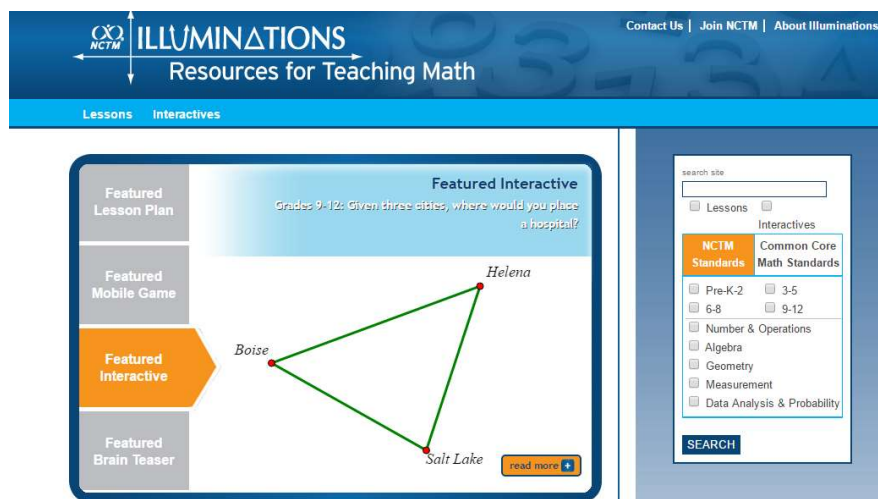 Contact Us | Join NCTM | About Illuminations
NCTM ILLUMINATIONS
Resources for Teaching Math
Lessons Interactives
Featured
Lesson Plan
Featured
Mobile Game
Featured
Interactive
Featured
Brain Teaser
Featured Interactive
Grades 9-12: Given three cities, where would you place
a hospital?
Helena
Boise
Salt Lake
read more +
search site
Lessons
Interactives
NCTM
Standards
Common Core
Math Standards
Pre-K-2 3-5
6-8 9-12
Number & Operations
Algebra
Geometry
Measurement
Data Analysis & Probability
SEARCH